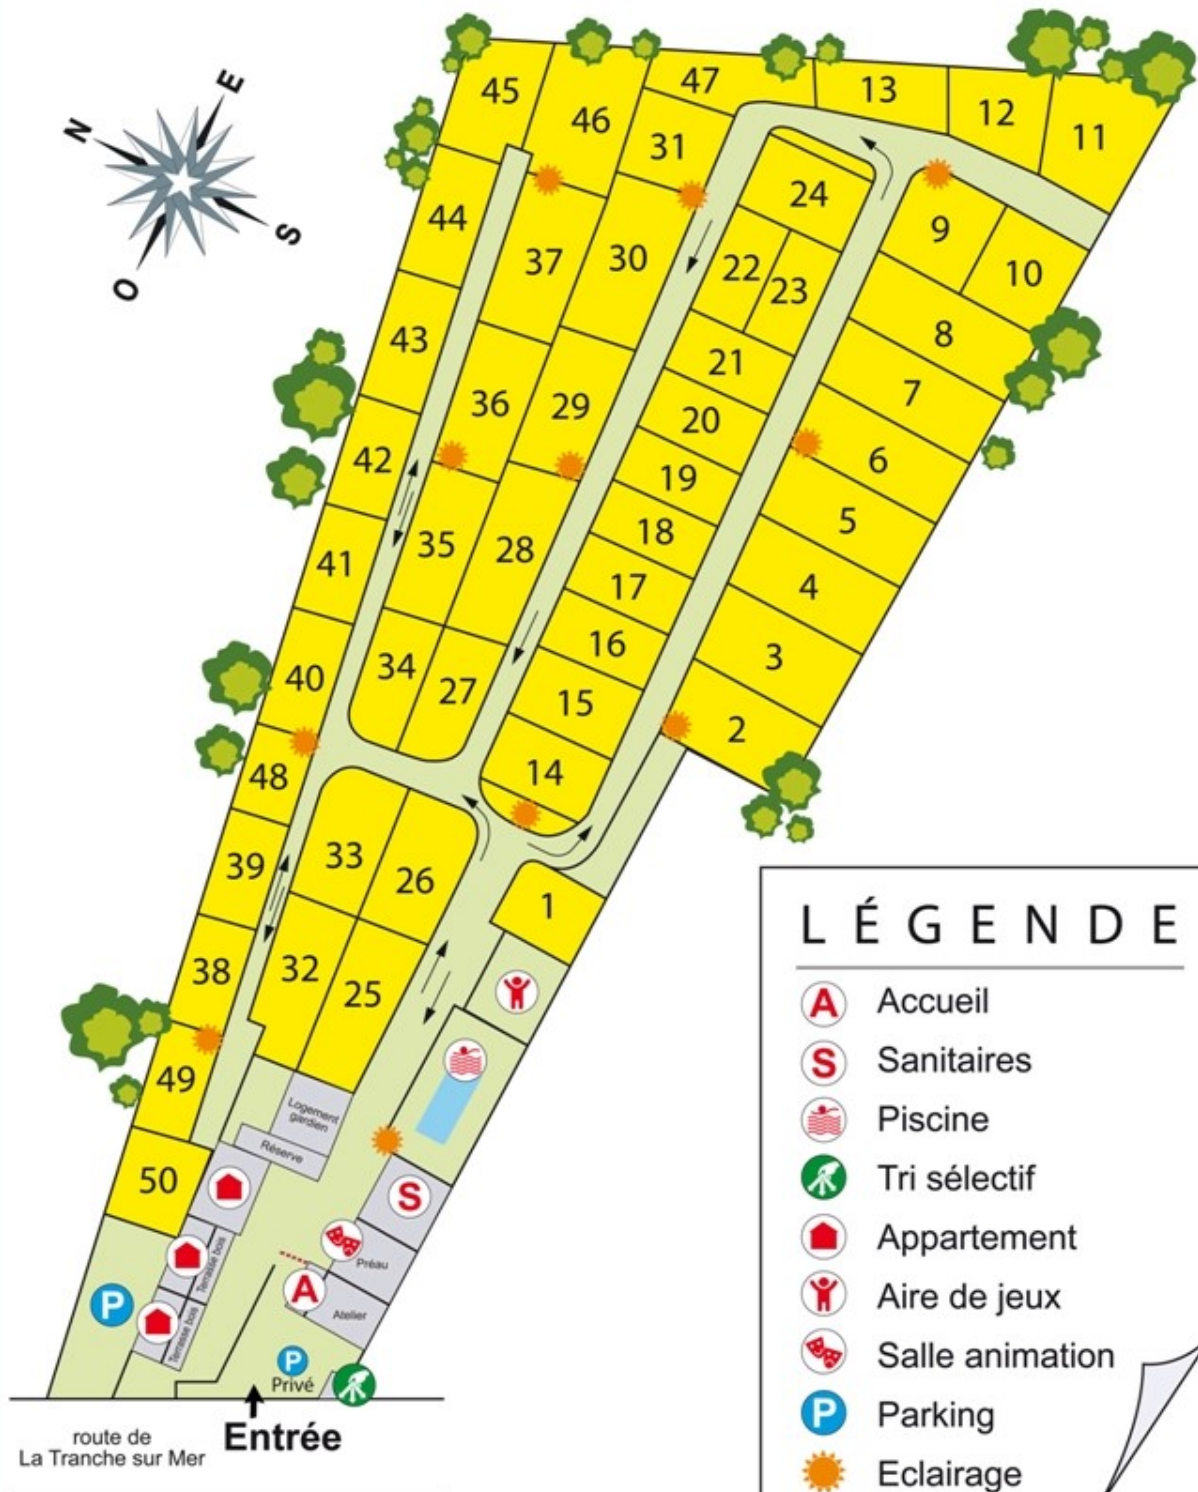 45
46
47
13
12
11
31
24
44
37
30
22
23
9
10
8
43
21
7
36
29
20
42
6
19
5
35
28
18
41
4
17
3
16
34
27
40
15
2
14
48
33
26
39
1
38
32
25
49
50
N
E
S
O
Logement
gardien
Réserve
S
Terrasse bois
Préau
A
Atelier
P
Terrasse bois
P
Privé
Entrée
route de
La Tranche sur Mer
LÉGENDE
A Accueil
S Sanitaires
Piscine
Tri sélectif
Appartement
Aire de jeux
Salle animation
P Parking
Eclairage